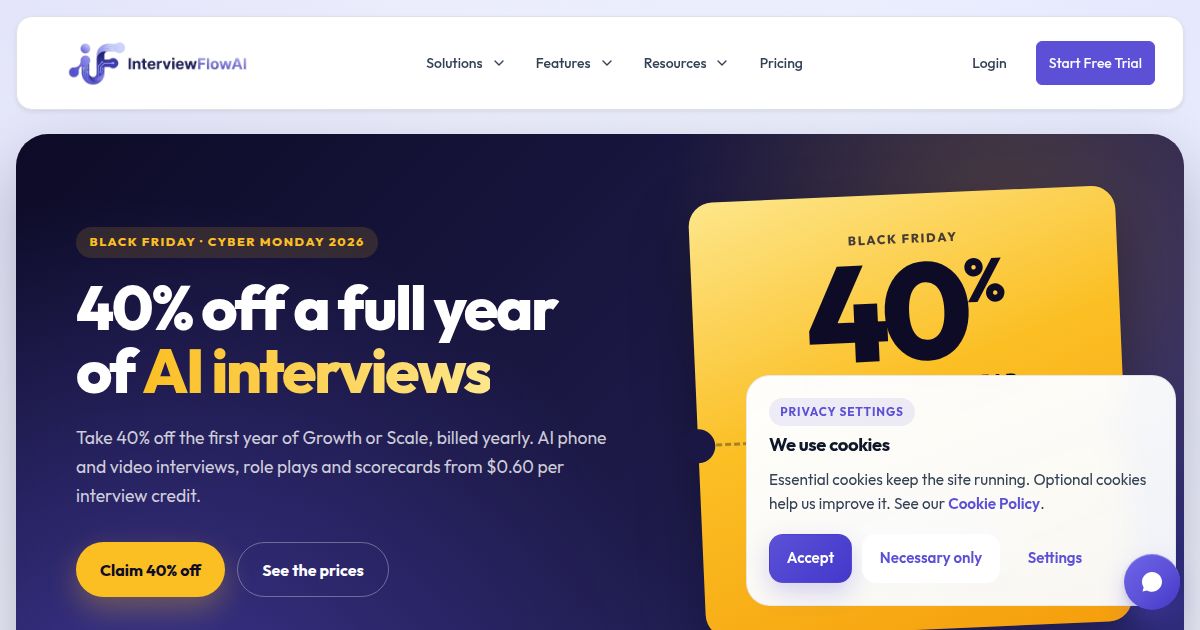 InterviewFlowAI
Solutions
Features
Resources
Pricing
Login
Start Free Trial
BLACK FRIDAY · CYBER MONDAY 2026
40% off a full year
of AI interviews
Take 40% off the first year of Growth or Scale, billed yearly. AI phone
and video interviews, role plays and scorecards from $0.60 per
interview credit.
Claim 40% off
See the prices
BLACK FRIDAY
40%
PRIVACY SETTINGS
We use cookies
Essential cookies keep the site running. Optional cookies
help us improve it. See our Cookie Policy.
Accept
Necessary only
Settings